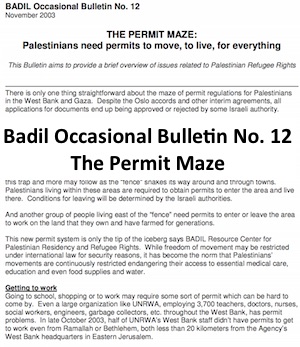 BADIL Occasional Bulletin No. 12
November 2003
THE PERMIT MAZE:
Palestinians need permits to move, to live, for everything
This Bulletin aims to provide a brief overview of issues related to Palestinian Refugee Rights
There is only one thing straightforward about the maze of permit regulations for Palestinians
in the West Bank and Gaza. Despite the Oslo accords and other interim agreements, all
applications for documents end up being approved or rejected by some Israeli authority.
Badil Occasional Bulletin No. 12
The Permit Maze
this trap and more may follow as the "fence" snakes its way around and through towns.
Palestinians living within these areas are required to obtain permits to enter the area and live
there. Conditions for leaving will be determined by the Israeli authorities.
And another group of people living east of the "fence" need permits to enter or leave the area
to work on the land that they own and have farmed for generations.
This new permit system is only the tip of the iceberg says BADIL Resource Center for
Palestinian Residency and Refugee Rights. While freedom of movement may be restricted
under international law for security reasons, it has become the norm that Palestinians'
movements are continuously restricted endangering their access to essential medical care,
education and even food supplies and water.
Getting to work
Going to school, shopping or to work may require some sort of permit which can be hard to
come by. Even a large organization like UNRWA, employing 3,700 teachers, doctors, nurses,
social workers, engineers, garbage collectors, etc. throughout the West Bank, has permit
problems. In late October 2003, half of UNRWA's West Bank staff didn't have permits to get
to work even from Ramallah or Bethlehem, both less than 20 kilometers from the Agency's
West Bank headquarters in Eastern Jerusalem.